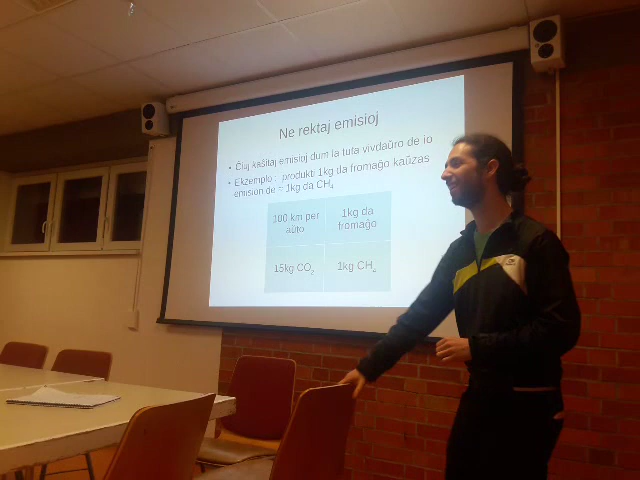 Ne rektaj emisioj
• Ĉiaj kaŝitaj emisioj dum la tuta vivdaŭro de io
• Ekzemplo : produkti 1kg da fromaĝo kaŭzas
emision de ≈ 1kg da CH₄
100 km per
aŭto
1kg da
fromaĝo
15kg CO₂
1kg CH₄